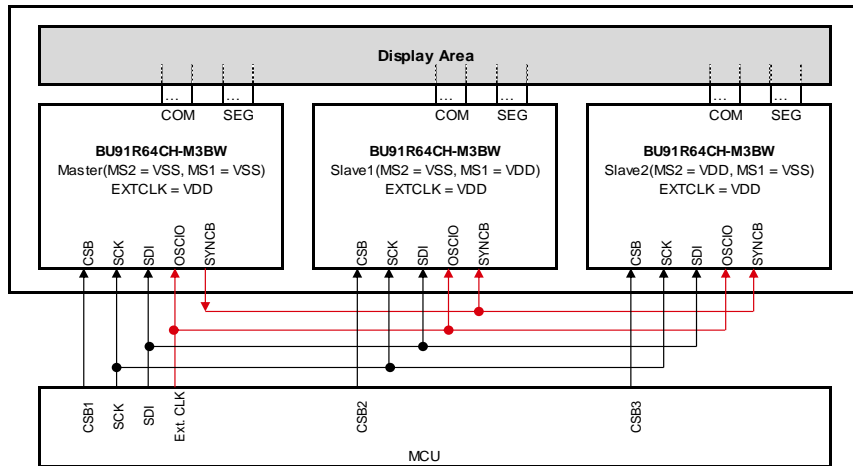 Display Area
... ... ... ... ... ...
COM SEG COM SEG COM SEG
BU91R64CH-M3BW BU91R64CH-M3BW BU91R64CH-M3BW
Master(MS2 = VSS, MS1 = VSS) Slave1(MS2 = VSS, MS1 = VDD) Slave2(MS2 = VDD, MS1 = VSS)
EXTCLK = VDD EXTCLK = VDD EXTCLK = VDD
CSB SCK SDI OSCIO SYNCB CSB SCK SDI OSCIO SYNCB CSB SCK SDI OSCIO SYNCB
CSB1 SCK SDI Ext. CLK CSB2 CSB3
MCU